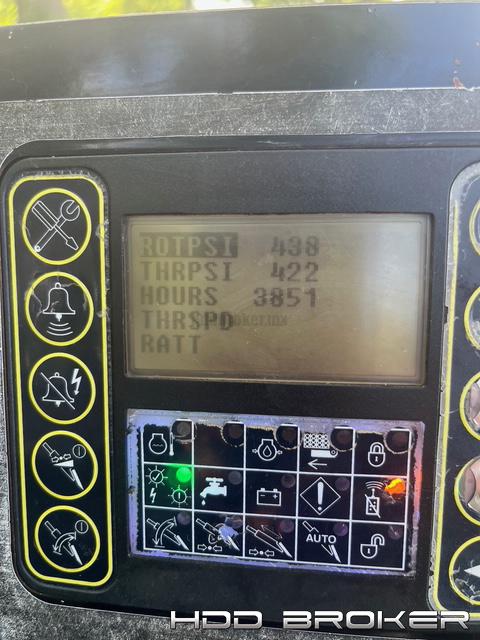 ROTPSI 438
THRPSI 422
HOURS 3851
THRSPD
RATT
AUTO
HDD BROKER